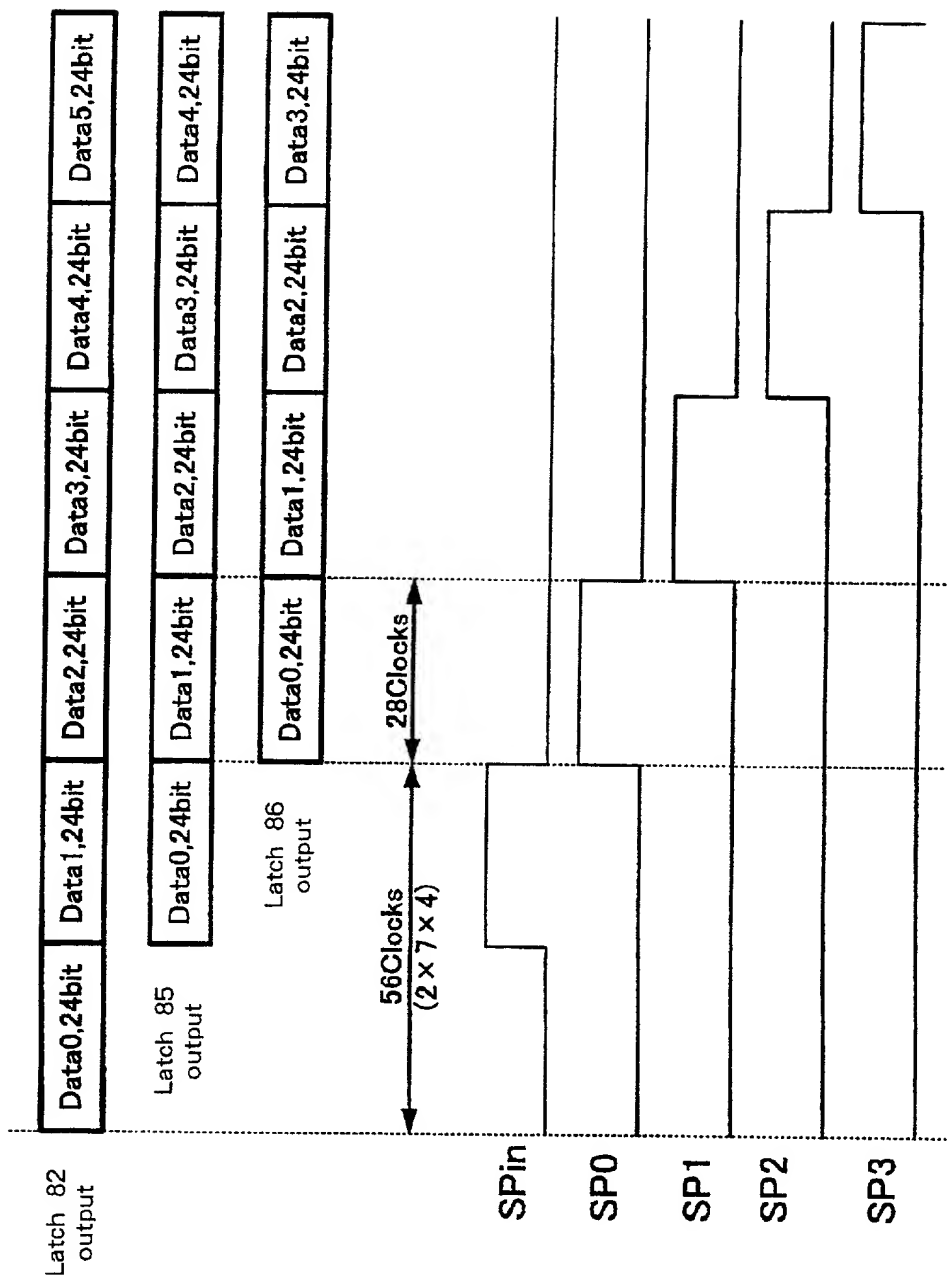 Latch 82
output
Data0,24bit
Data1,24bit
Data2,24bit
Data3,24bit
Data4,24bit
Data5,24bit
Latch 85
output
Data0,24bit
Data1,24bit
Data2,24bit
Data3,24bit
Data4,24bit
Latch 86
output
Data0,24bit
Data1,24bit
Data2,24bit
Data3,24bit
56Clocks
(2×7×4)
28Clocks
SPin
SP0
SP1
SP2
SP3